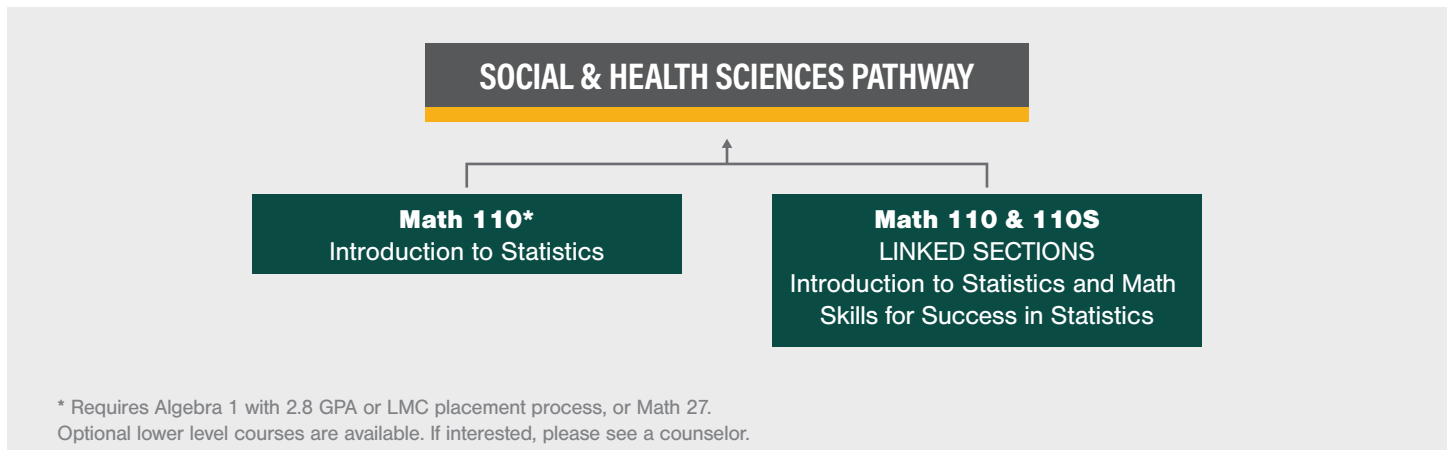 SOCIAL & HEALTH SCIENCES PATHWAY
Math 110*
Introduction to Statistics
Math 110 & 110S
LINKED SECTIONS
Introduction to Statistics and Math
Skills for Success in Statistics
* Requires Algebra 1 with 2.8 GPA or LMC placement process, or Math 27.
Optional lower level courses are available. If interested, please see a counselor.